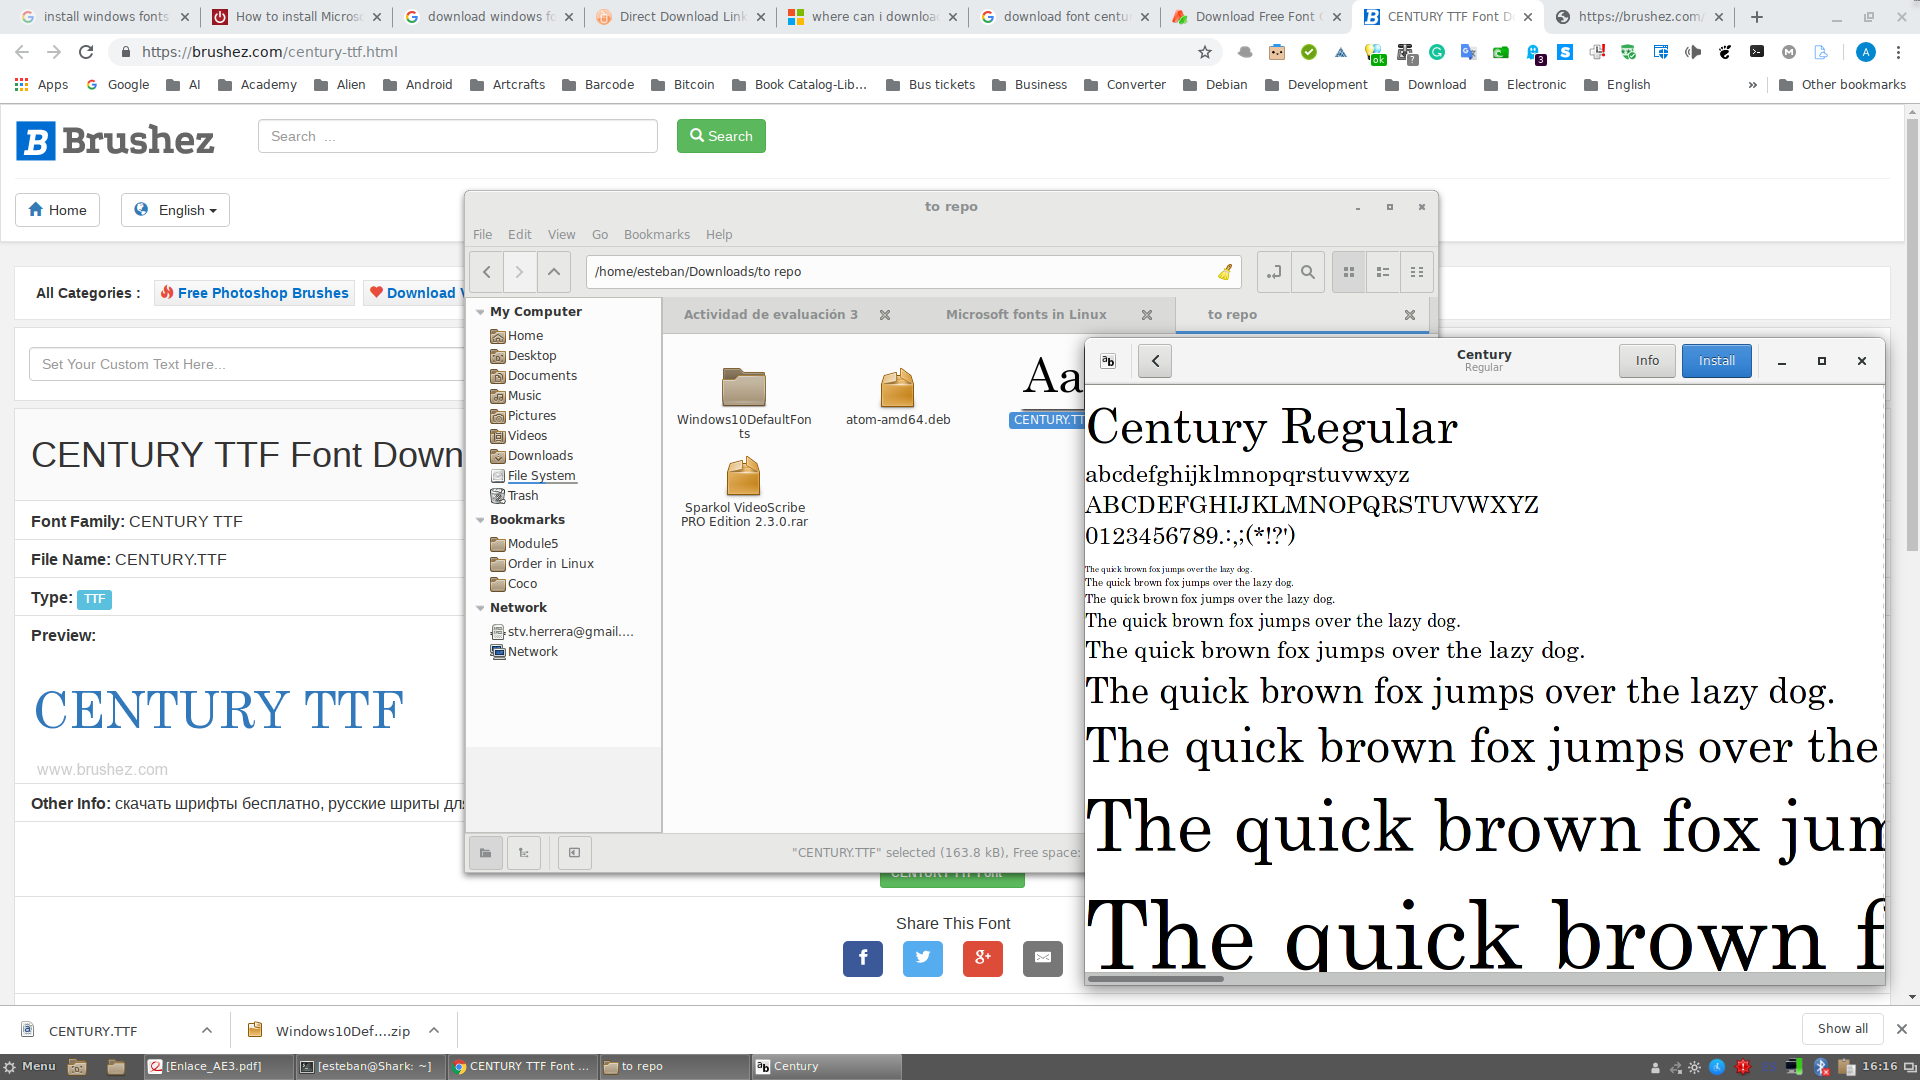 install windows fonts
How to install Micros
download windows fo
Direct Download Link
where can i download
download font centur
Download Free Font
CENTURY TTF Font D
https://brushez.com/
https://brushez.com/century-ttf.html
Apps
Google
AI
Academy
Alien
Android
Artcrafts
Barcode
Bitcoin
Book Catalog-Lib...
Bus tickets
Business
Converter
Debian
Development
Download
Electronic
English
»
Other bookmarks
B Brushez
Search ...
Search
Home
English
All Categories :
Free Photoshop Brushes
Download V
Set Your Custom Text Here...
CENTURY TTF Font Down
Font Family: CENTURY TTF
File Name: CENTURY.TTF
Type: TTF
Preview:
CENTURY TTF
www.brushez.com
Other Info: скачать шрифты бесплатно, русские шриты для
CENTURY TTF Font
Share This Font
to repo
File Edit View Go Bookmarks Help
/home/esteban/Downloads/to repo
My Computer
Home
Desktop
Documents
Music
Pictures
Videos
Downloads
File System
Trash
Bookmarks
Module5
Order in Linux
Coco
Network
stv.herrera@gmail....
Network
Actividad de evaluación 3
Microsoft fonts in Linux
to repo
Windows10DefaultFon
ts
atom-amd64.deb
Aa
CENTURY.TT
Sparkol VideoScribe
PRO Edition 2.3.0.rar
"CENTURY.TTF" selected (163.8 kB), Free space:
Century
Regular
Info
Install
Century Regular
abcdefghijklmnopqrstuvwxyz
ABCDEFGHIJKLMNOPQRSTUVWXYZ
0123456789.:,;(*!?')
The quick brown fox jumps over the lazy dog.
The quick brown fox jumps over the lazy dog.
The quick brown fox jumps over the lazy dog.
The quick brown fox jumps over the lazy dog.
The quick brown fox jumps over the lazy dog.
The quick brown fox jumps over the lazy dog.
The quick brown fox jumps over the
The quick brown fox jum
The quick brown f
CENTURY.TTF
Windows10Def....zip
Show all
Menu
[Enlace_AE3.pdf]
[esteban@Shark: ~]
CENTURY TTF Font ...
to repo
Century
16:16